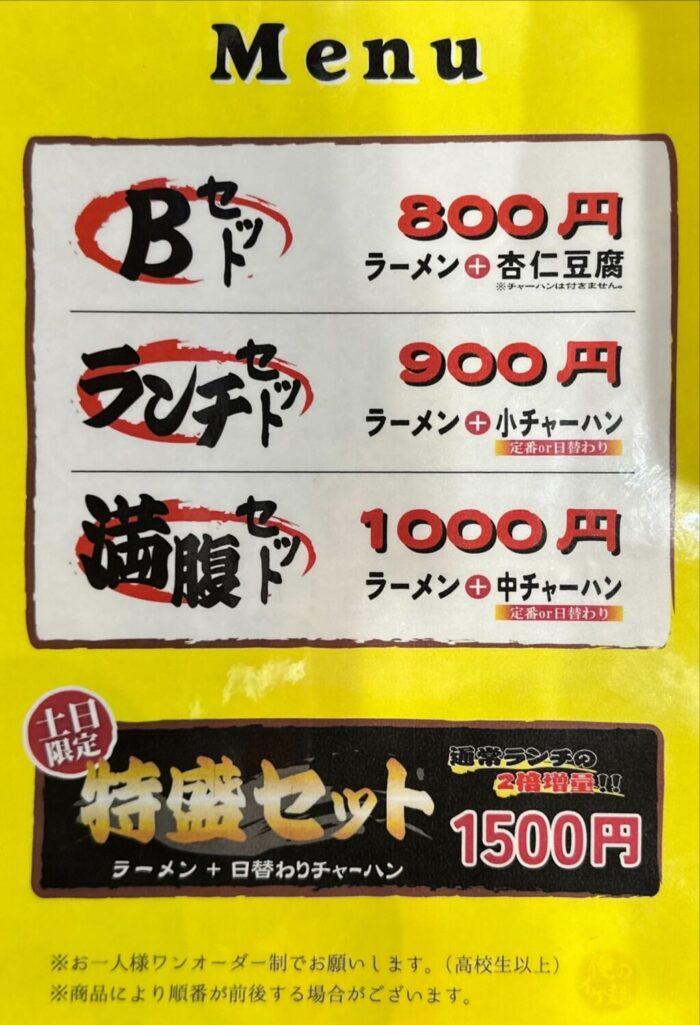 Menu
Bセット
800円
ラーメン+杏仁豆腐
※チャーハンは付きません。
ランチセット
900円
ラーメン+小チャーハン
定番or日替わり
満腹セット
1000円
ラーメン+中チャーハン
定番or日替わり
土日
限定
特盛セット
ラーメン + 日替わりチャーハン
通常ランチの
2倍増量!!
1500円
※お一人様ワンオーダー制でお願いします。（高校生以上）
※商品により順番が前後する場合がございます。